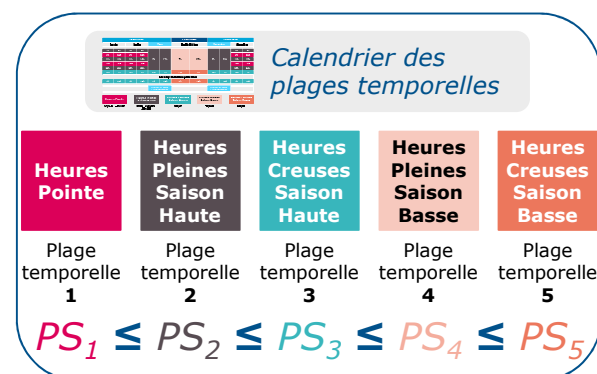 Calendrier des
plages temporelles
Heures
Pointe
Heures
Pleines
Saison
Haute
Heures
Creuses
Saison
Haute
Heures
Pleines
Saison
Basse
Heures
Creuses
Saison
Basse
Plage
temporelle
1
Plage
temporelle
2
Plage
temporelle
3
Plage
temporelle
4
Plage
temporelle
5
PS₁ ≤ PS₂ ≤ PS₃ ≤ PS₄ ≤ PS₅